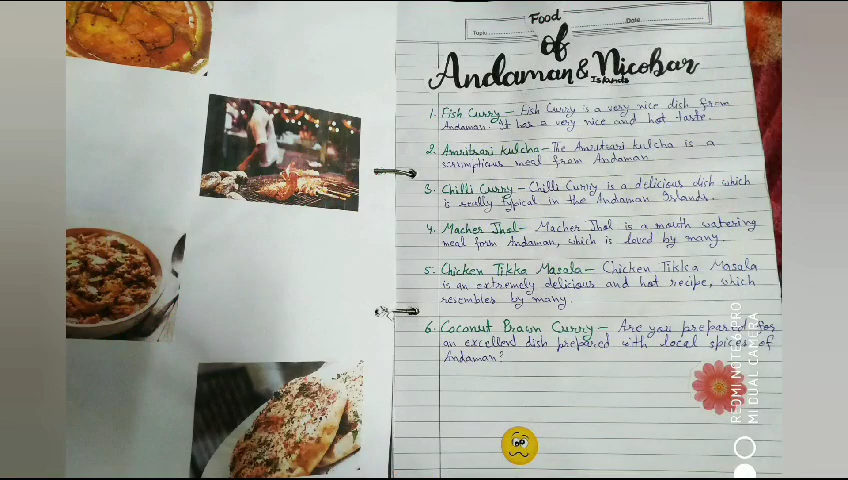 Topic
Date
Food
of
Andaman & Nicobar
Islands
1. Fish Curry - Fish Curry is a very nice dish from
Andaman. It has a very nice and hot taste.
2. Amritsari Kulcha - The Amritsari kulcha is a
scrumptious meal from Andaman
3. Chilli Curry - Chilli Curry is a delicious dish which
is really typical in the Andaman Islands.
4. Macher Jhol - Macher Jhol is a mouth watering
meal form Andaman, which is loved by many.
5. Chicken Tikka Masala - Chicken Tikka Masala
is an extremely delicious and hot recipe, which
resembles by many.
6. Coconut Prawn Curry - Are you prepared for
an excellent dish prepared with local spices of
Andaman?
REDMI NOTE 6 PRO
MI DUAL CAMERA